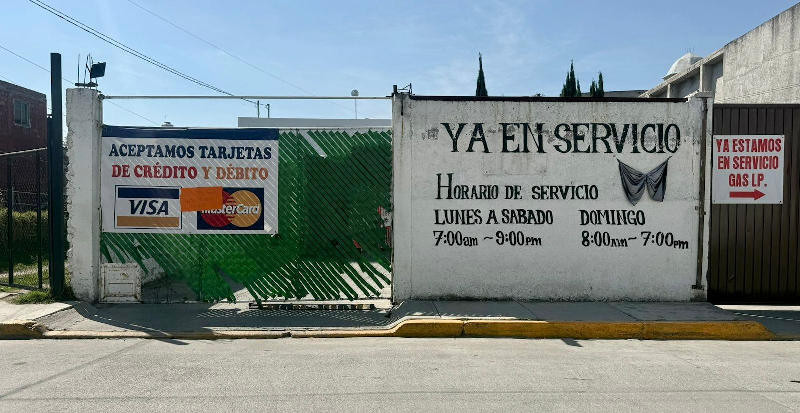 ACEPTAMOS TARJETAS
DE CRÉDITO Y DÉBITO
VISA
MasterCard
YA EN SERVICIO
HORARIO DE SERVICIO
LUNES A SABADO DOMINGO
7:00am ~ 9:00pm 8:00am ~ 7:00pm
YA ESTAMOS
EN SERVICIO
GAS LP.